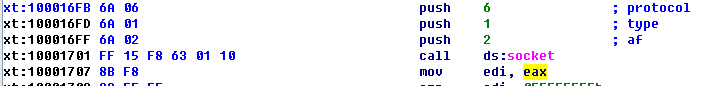 xt:100016FB 6A 06 push 6 ; protocol
xt:100016FD 6A 01 push 1 ; type
xt:100016FF 6A 02 push 2 ; af
xt:10001701 FF 15 F8 63 01 10 call ds:socket
xt:10001707 8B F8 mov edi, eax